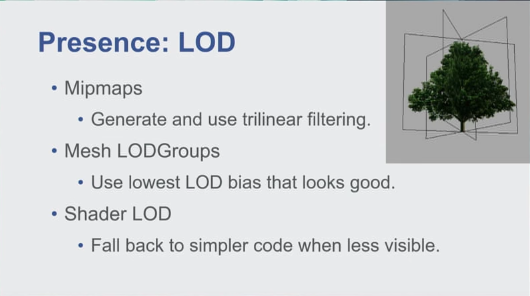 Presence: LOD
• Mipmaps
• Generate and use trilinear filtering.
• Mesh LODGroups
• Use lowest LOD bias that looks good.
• Shader LOD
• Fall back to simpler code when less visible.